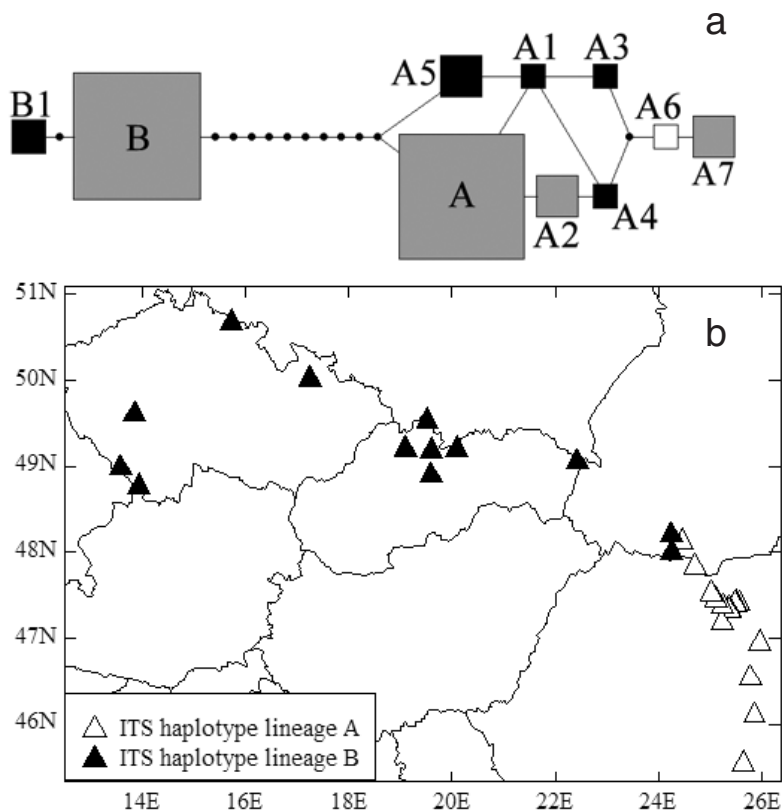 a
A5
A1
A3
B1
B
A
A6
A2
A4
A7
b
51N
50N
49N
48N
47N
46N
ITS haplotype lineage A
ITS haplotype lineage B
14E
16E
18E
20E
22E
24E
26E